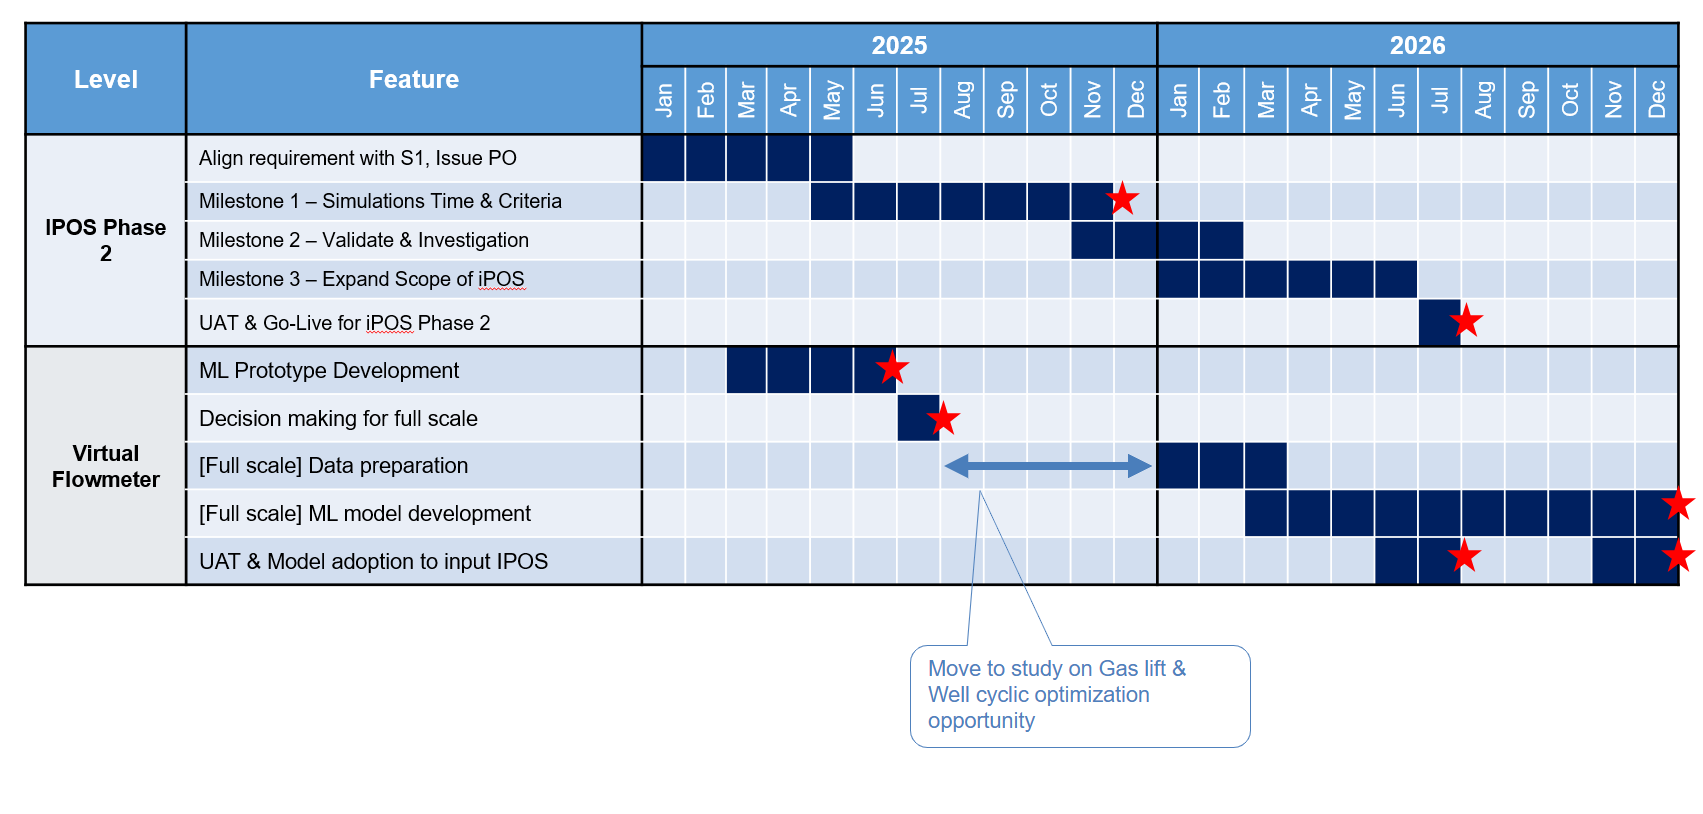 Level
Feature
2025
2026
Jan Feb Mar Apr May Jun Jul Aug Sep Oct Nov Dec Jan Feb Mar Apr May Jun Jul Aug Sep Oct Nov Dec
IPOS Phase
2
Align requirement with S1, Issue PO
Milestone 1 – Simulations Time & Criteria
Milestone 2 – Validate & Investigation
Milestone 3 – Expand Scope of iPOS
UAT & Go-Live for iPOS Phase 2
Virtual
Flowmeter
ML Prototype Development
Decision making for full scale
[Full scale] Data preparation
[Full scale] ML model development
UAT & Model adoption to input IPOS
Move to study on Gas lift &
Well cyclic optimization
opportunity